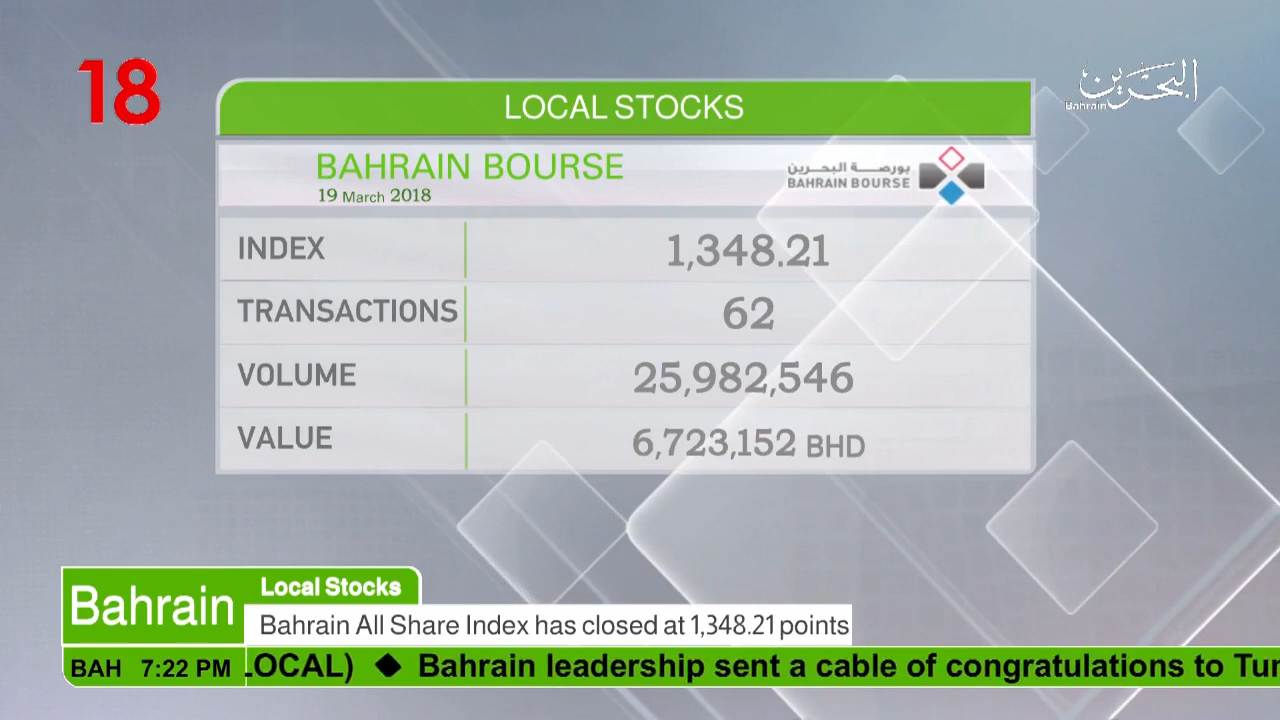 18
البحرين
Bahrain
LOCAL STOCKS
BAHRAIN BOURSE
19 March 2018
بورصة البحرين
BAHRAIN BOURSE
INDEX 1,348.21
TRANSACTIONS 62
VOLUME 25,982,546
VALUE 6,723,152 BHD
Bahrain
Local Stocks
Bahrain All Share Index has closed at 1,348.21 points
BAH 7:22 PM .OCAL) ◆ Bahrain leadership sent a cable of congratulations to Tur